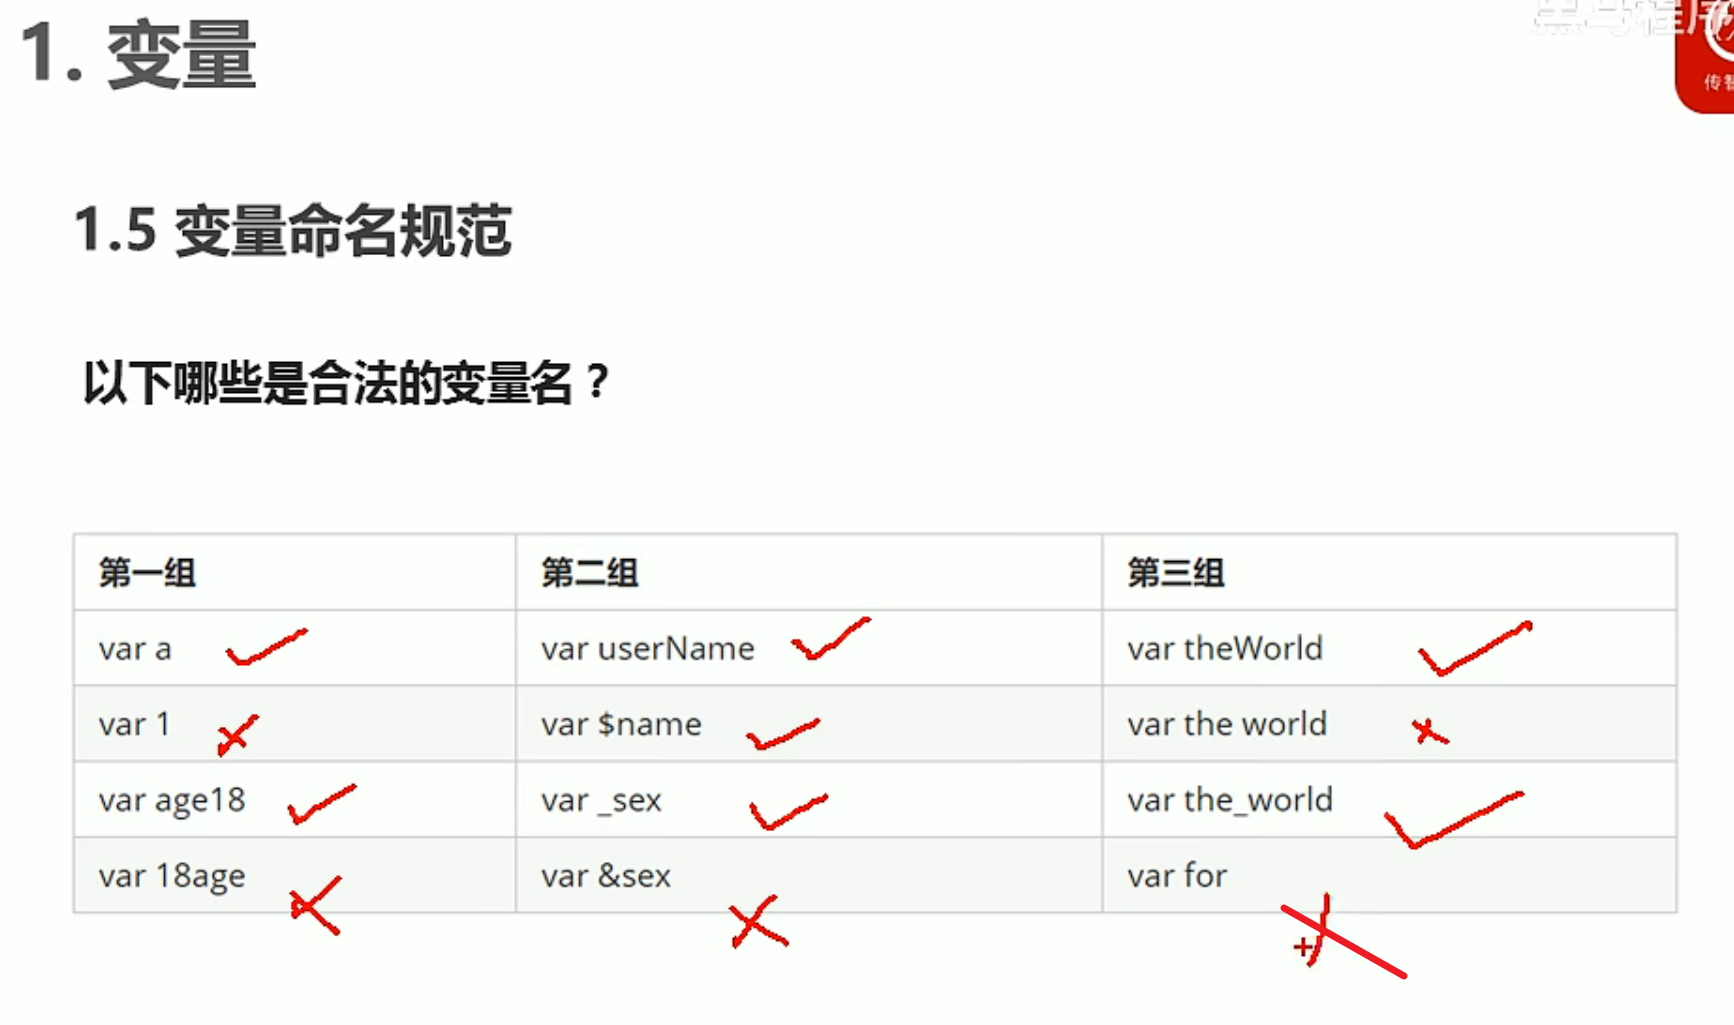 1. 变量
传智
1.5 变量命名规范
以下哪些是合法的变量名？
第一组 第二组 第三组
var a var userName var theWorld
var 1 var $name var the world
var age18 var _sex var the_world
var 18age var &sex var for